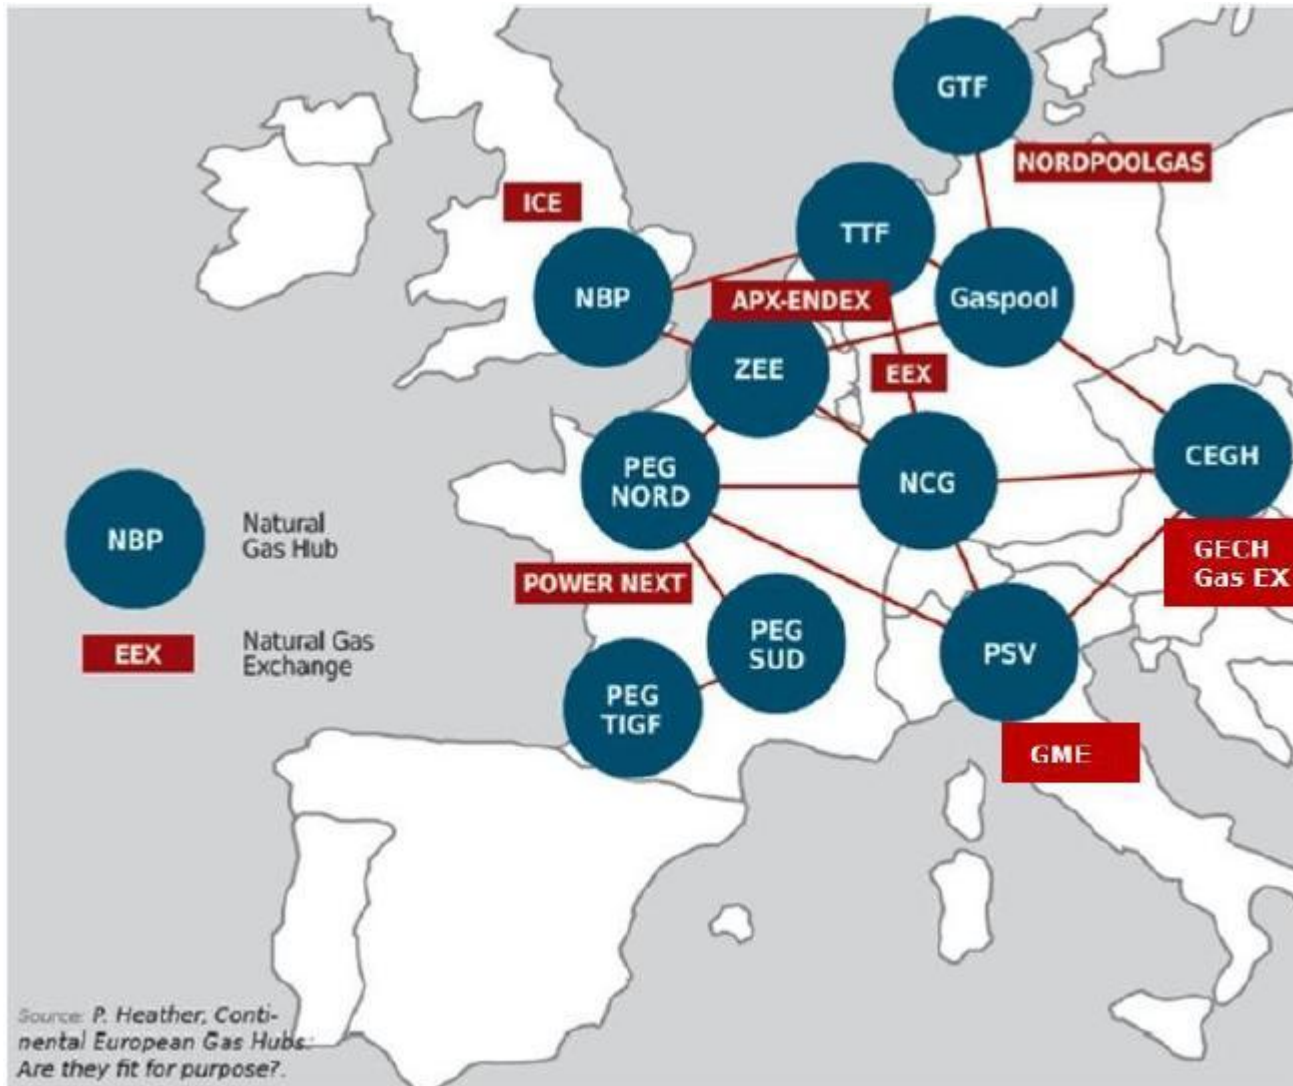 GTF
NORDPOOLGAS
ICE
TTF
NBP
APX-ENDEX
Gaspool
ZEE
EEX
PEG
NORD
NCG
CEGH
NBP
Natural
Gas Hub
GECH
Gas EX
POWER NEXT
EEX
Natural Gas
Exchange
PEG
SUD
PSV
PEG
TIGF
GME
Source: P. Heather, Conti-
nental European Gas Hubs:
Are they fit for purpose?.